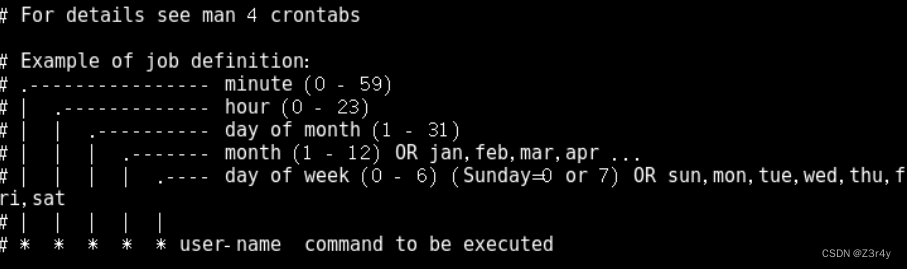 # For details see man 4 crontabs

# Example of job definition:
# .---------------- minute (0 - 59)
# |  .------------- hour (0 - 23)
# |  |  .---------- day of month (1 - 31)
# |  |  |  .------- month (1 - 12) OR jan,feb,mar,apr ...
# |  |  |  |  .---- day of week (0 - 6) (Sunday=0 or 7) OR sun,mon,tue,wed,thu,f
ri,sat
# |  |  |  |  |
# *  *  *  *  * user-name  command to be executed
CSDN @Z3r4y